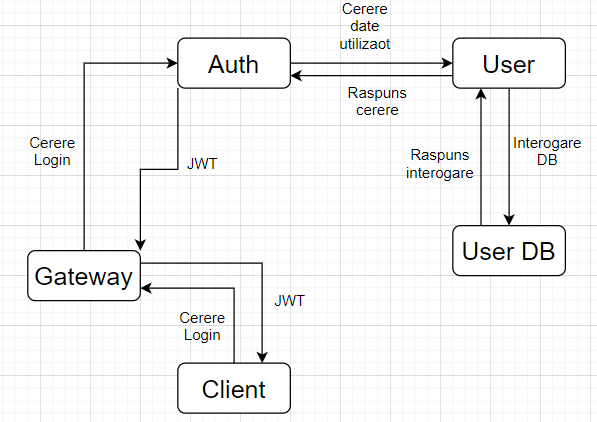 Cerere
date
utilizaot
Auth
User
Raspuns
cerere
Cerere
Login
JWT
Raspuns
interogare
Interogare
DB
User DB
Gateway
JWT
Cerere
Login
Client